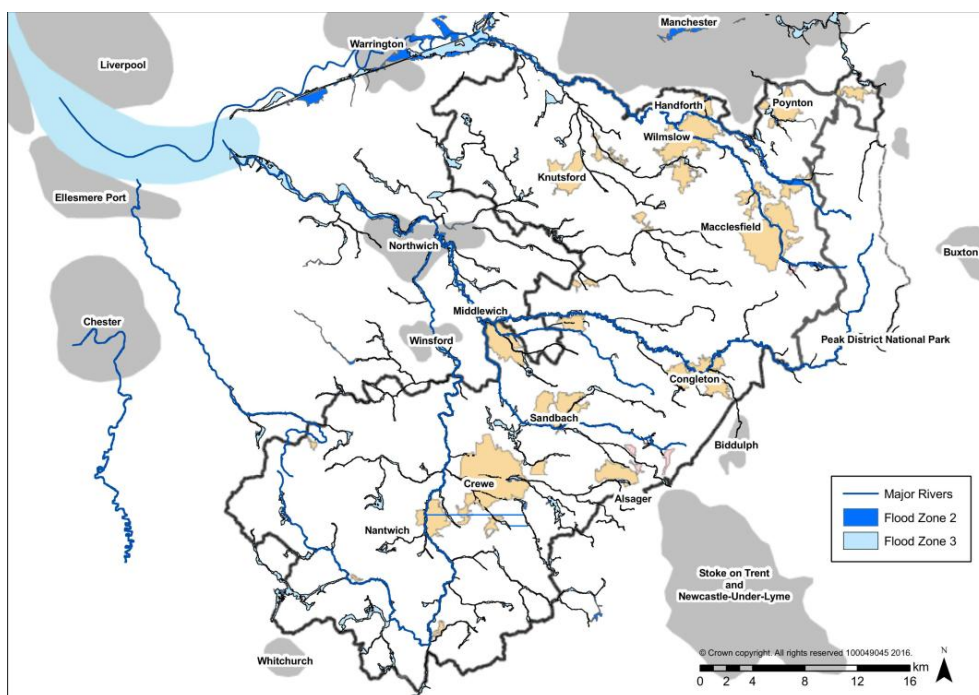 Manchester
Warrington
Liverpool
Handforth
Poynton
Wilmslow
Knutsford
Ellesmere Port
Macclesfield
Northwich
Buxton
Middlewich
Chester
Winsford
Peak District National Park
Congleton
Sandbach
Biddulph
Crewe
Alsager
Nantwich
Major Rivers
Flood Zone 2
Flood Zone 3
Stoke on Trent
and
Newcastle-Under-Lyme
Whitchurch
© Crown copyright. All rights reserved 100049045 2016.
N
km
0 2 4 8 12 16